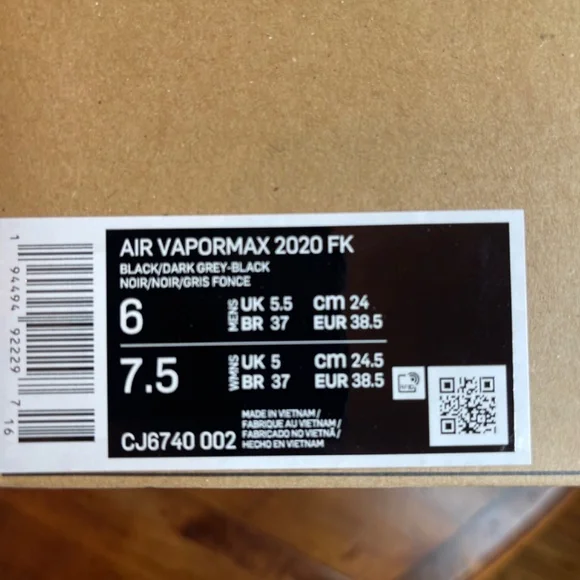 AIR VAPORMAX 2020 FK
BLACK/DARK GREY-BLACK
NOIR/NOIR/GRIS FONCE
6 MENS UK 5.5 cm 24
BR 37 EUR 38.5
7.5 WMNS UK 5 cm 24.5
BR 37 EUR 38.5
CJ6740 002
MADE IN VIETNAM /
FABRIQUE AU VIETNAM /
FABRICADO NO VIETNÃ /
HECHO EN VIETNAM
1 94494 92229 7 16